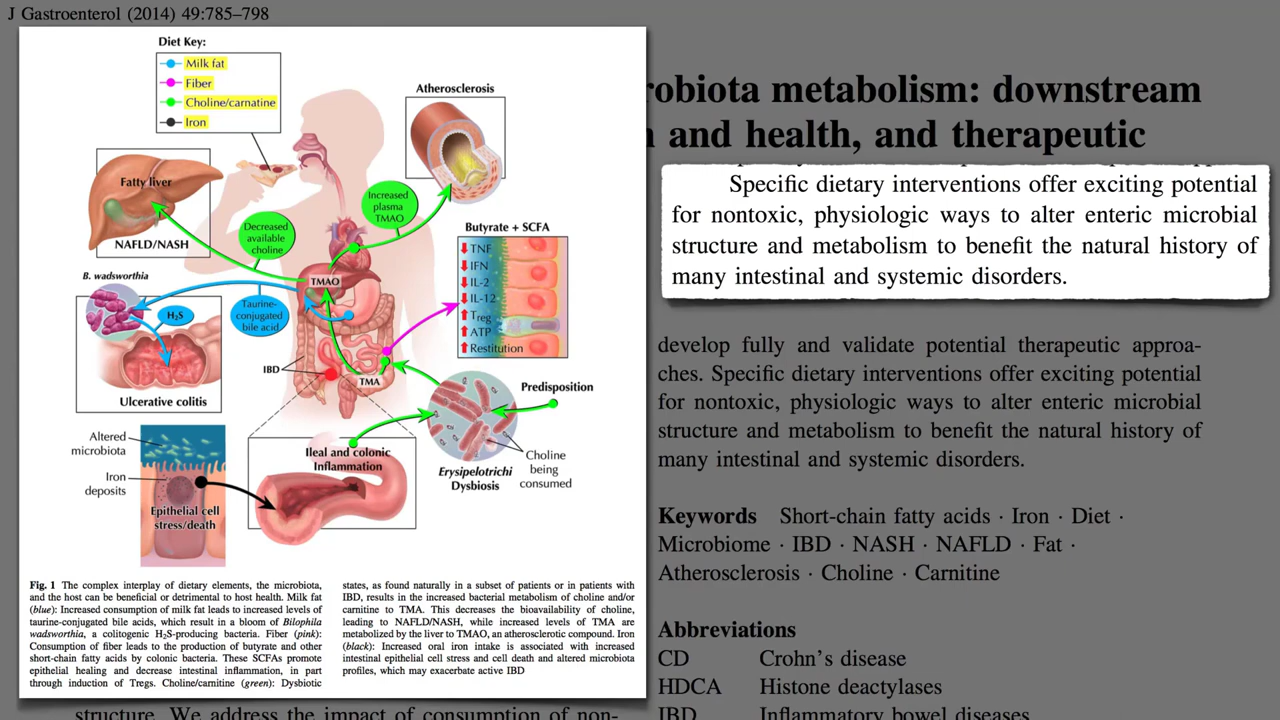 J Gastroenterol (2014) 49:785–798
robiota metabolism: downstream
n and health, and therapeutic
Diet Key:
Milk fat
Fiber
Choline/carnatine
Iron
Atherosclerosis
Fatty liver
NAFLD/NASH
Increased
plasma
TMAO
Decreased
available
choline
Butyrate + SCFA
TNF
IFN
IL-2
IL-12
Treg
ATP
Restitution
B. wadsworthia
H₂S
Ulcerative colitis
Taurine-
conjugated
bile acid
TMAO
IBD
TMA
Predisposition
Altered
microbiota
Iron
deposits
Epithelial cell
stress/death
Ileal and colonic
Inflammation
Erysipelotrichi
Dysbiosis
Choline
being
consumed
Fig. 1 The complex interplay of dietary elements, the microbiota,
and the host can be beneficial or detrimental to host health. Milk fat
(blue): Increased consumption of milk fat leads to increased levels of
taurine-conjugated bile acids, which result in a bloom of Bilophila
wadsworthia, a colitogenic H₂S-producing bacteria. Fiber (pink):
Consumption of fiber leads to the production of butyrate and other
short-chain fatty acids by colonic bacteria. These SCFAs promote
epithelial healing and decrease intestinal inflammation, in part
through induction of Tregs. Choline/carnitine (green): Dysbiotic
states, as found naturally in a subset of patients or in patients with
IBD, results in the increased bacterial metabolism of choline and/or
carnitine to TMA. This decreases the bioavailability of choline,
leading to NAFLD/NASH, while increased levels of TMA are
metabolized by the liver to TMAO, an atherosclerotic compound. Iron
(black): Increased oral iron intake is associated with increased
intestinal epithelial cell stress and cell death and altered microbiota
profiles, which may exacerbate active IBD
Specific dietary interventions offer exciting potential
for nontoxic, physiologic ways to alter enteric microbial
structure and metabolism to benefit the natural history of
many intestinal and systemic disorders.
develop fully and validate potential therapeutic approa-
ches. Specific dietary interventions offer exciting potential
for nontoxic, physiologic ways to alter enteric microbial
structure and metabolism to benefit the natural history of
many intestinal and systemic disorders.
Keywords Short-chain fatty acids · Iron · Diet ·
Microbiome · IBD · NASH · NAFLD · Fat ·
Atherosclerosis · Choline · Carnitine
Abbreviations
CD Crohn's disease
HDCA Histone deactylases
IBD Inflammatory bowel diseases
structure. We address the impact of consumption of non-